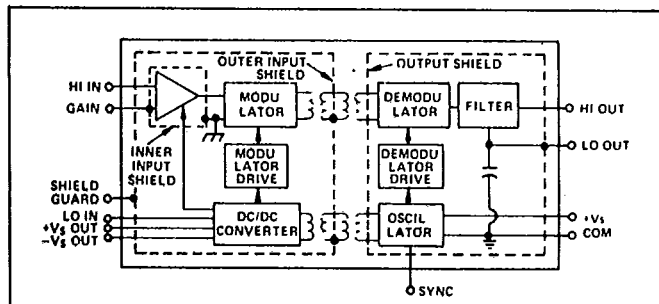 OUTER INPUT
SHIELD
OUTPUT SHIELD
HI IN
GAIN
MODU
LATOR
DEMODU
LATOR
FILTER
HI OUT
LO OUT
INNER
INPUT
SHIELD
MODU
LATOR
DRIVE
DEMODU
LATOR
DRIVE
SHIELD
GUARD
LO IN
+VS OUT
−VS OUT
DC/DC
CONVERTER
OSCIL
LATOR
+VS
COM
SYNC